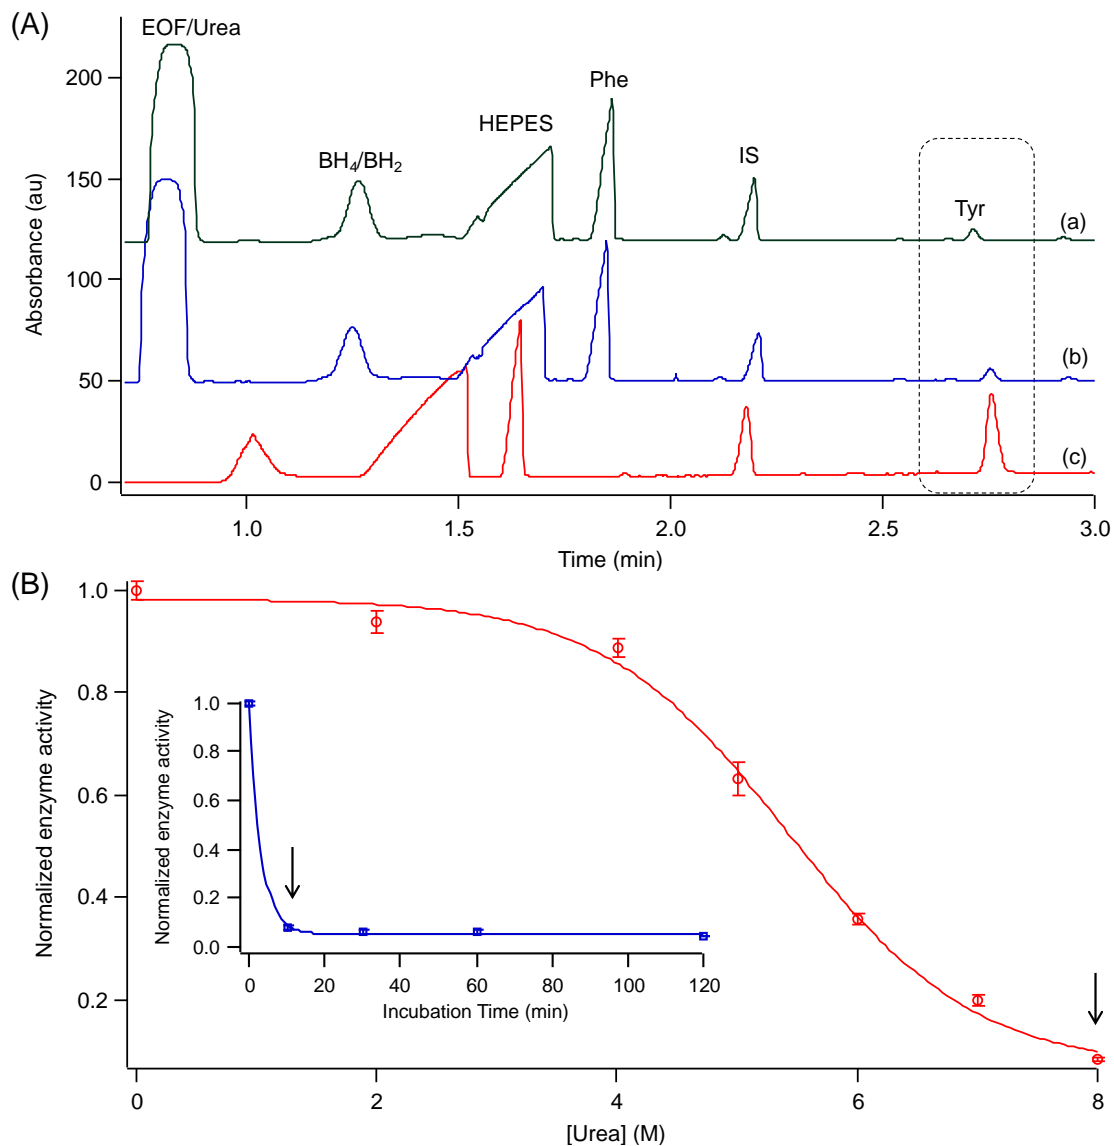 (A)
EOF/Urea
Phe
HEPES
BH₄/BH₂
IS
Tyr
(a)
(b)
(c)
Absorbance (au)
200
150
100
50
0
1.0
1.5
2.0
2.5
3.0
Time (min)
(B)
Normalized enzyme activity
1.0
0.8
0.6
0.4
0.2
Normalized enzyme activity
1.0
0.8
0.6
0.4
0.2
0.0
0
20
40
60
80
100
120
Incubation Time (min)
0
2
4
6
8
[Urea] (M)